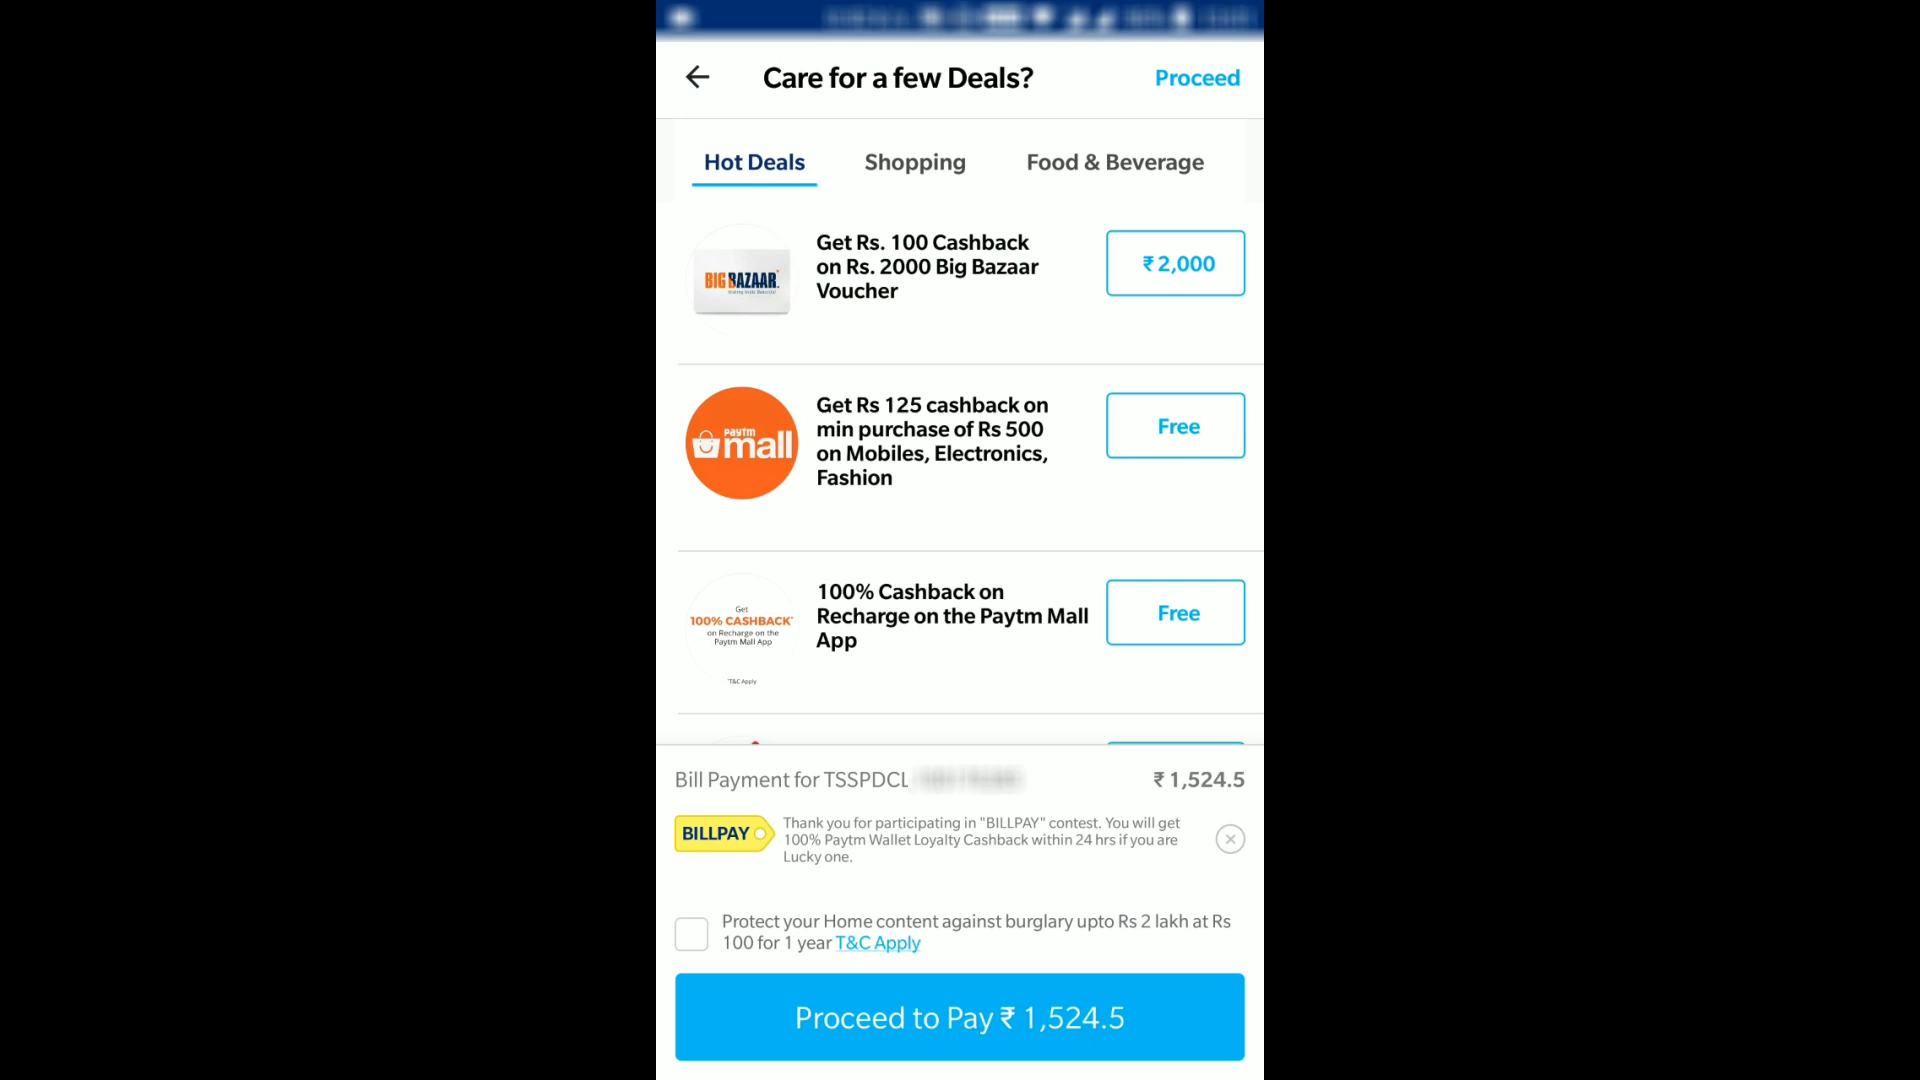 Care for a few Deals?
Proceed
Hot Deals
Shopping
Food & Beverage
BIG BAZAAR
Get Rs. 100 Cashback
on Rs. 2000 Big Bazaar
Voucher
₹ 2,000
paytm
mall
Get Rs 125 cashback on
min purchase of Rs 500
on Mobiles, Electronics,
Fashion
Free
Get
100% CASHBACK*
on Recharge on the
Paytm Mall App
*T&C Apply
100% Cashback on
Recharge on the Paytm Mall
App
Free
Bill Payment for TSSPDCL
₹ 1,524.5
BILLPAY
Thank you for participating in "BILLPAY" contest. You will get
100% Paytm Wallet Loyalty Cashback within 24 hrs if you are
Lucky one.
Protect your Home content against burglary upto Rs 2 lakh at Rs
100 for 1 year T&C Apply
Proceed to Pay ₹ 1,524.5